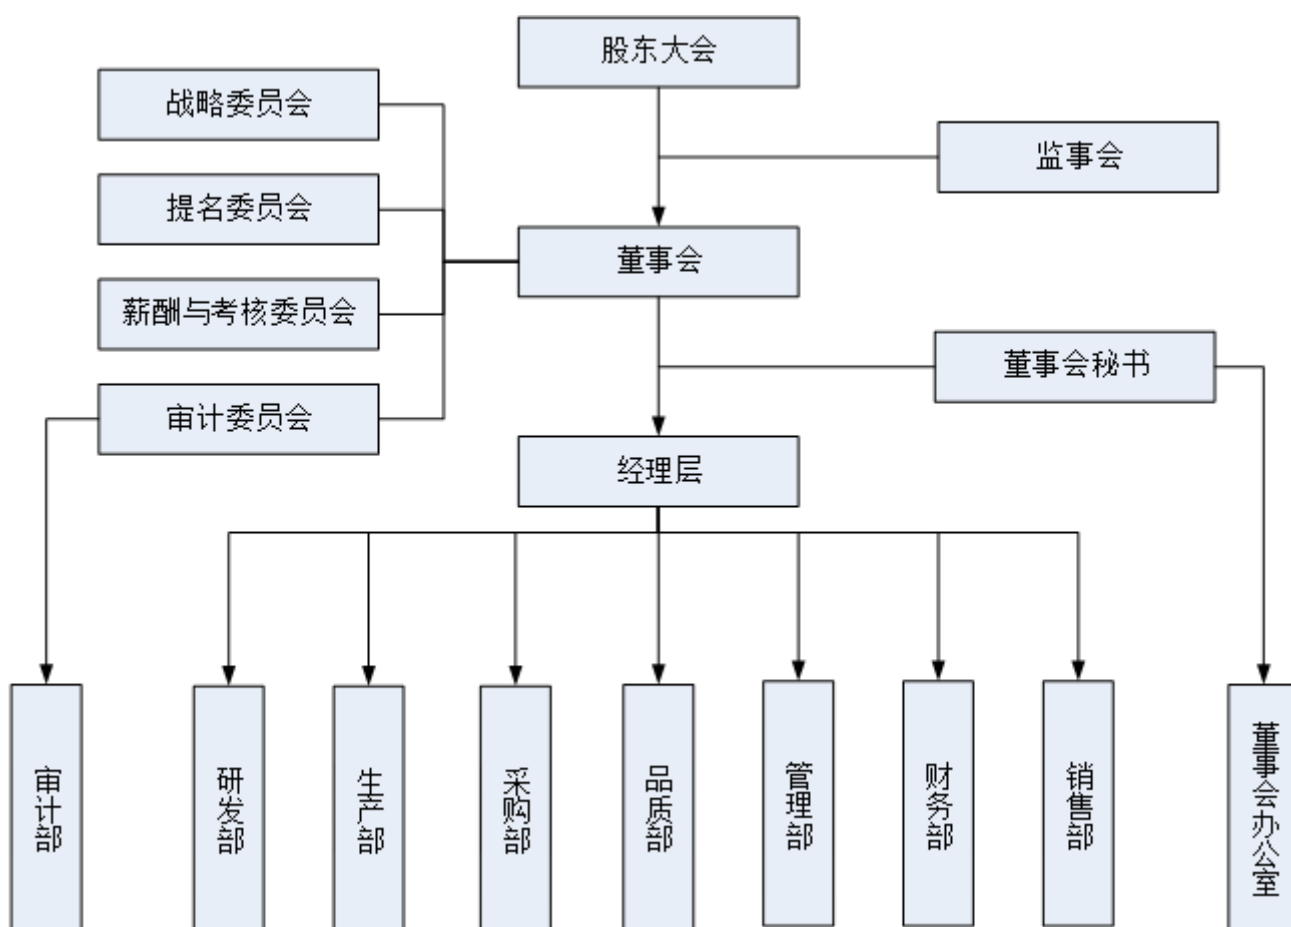 股东大会
战略委员会
监事会
提名委员会
董事会
薪酬与考核委员会
董事会秘书
审计委员会
经理层
审计部
研发部
生产部
采购部
品质部
管理部
财务部
销售部
董事会办公室